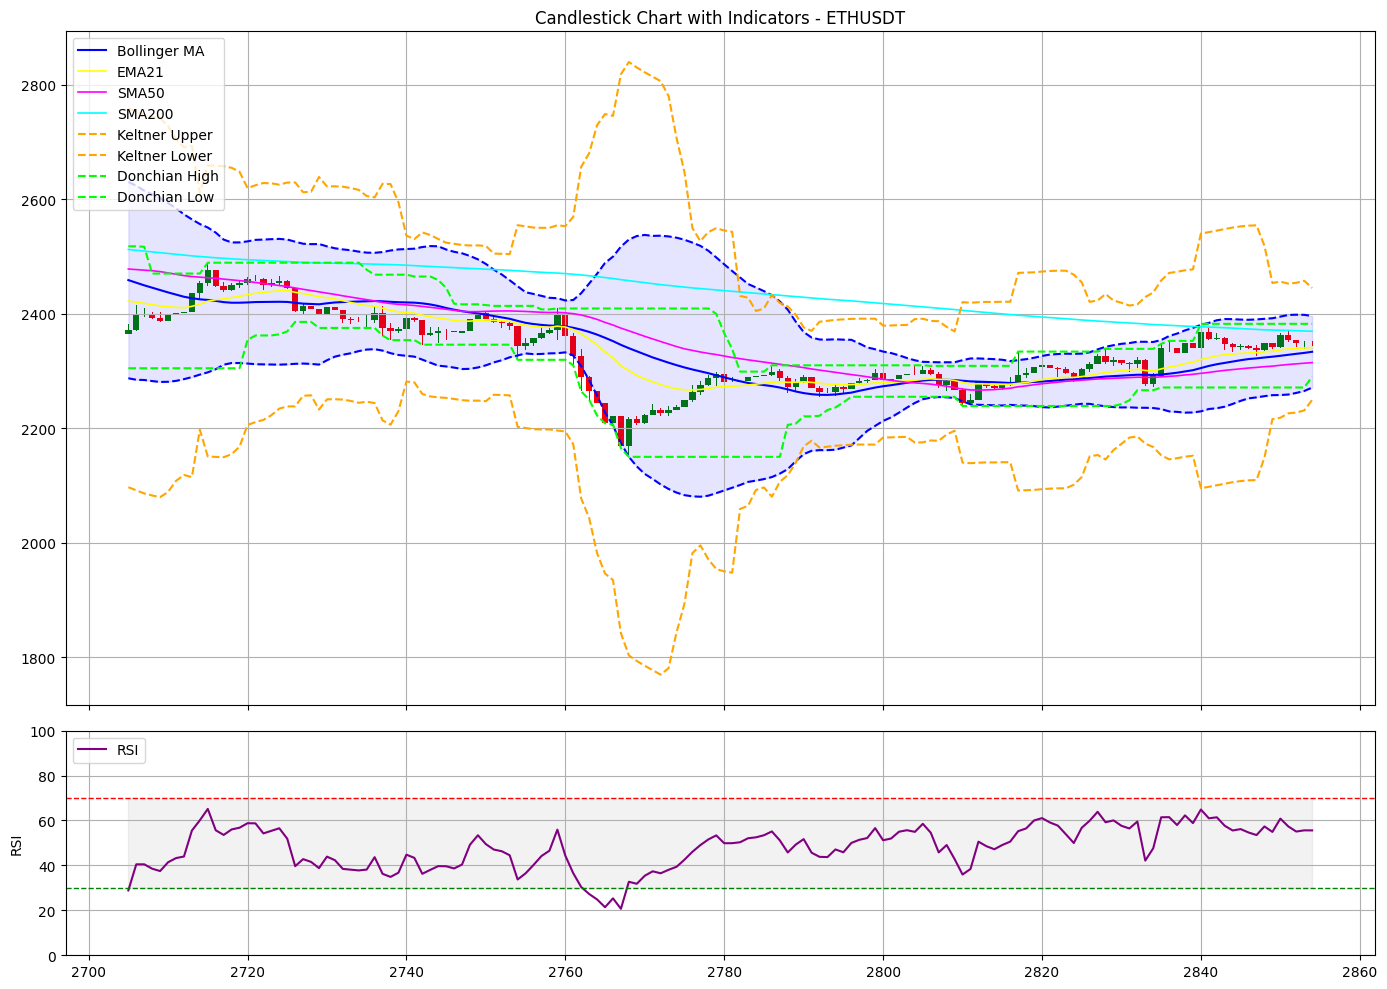 Candlestick Chart with Indicators - ETHUSDT
Bollinger MA
EMA21
SMA50
SMA200
Keltner Upper
Keltner Lower
Donchian High
Donchian Low
2800
2600
2400
2200
2000
1800
RSI
100
80
60
40
20
0
RSI
2700 2720 2740 2760 2780 2800 2820 2840 2860